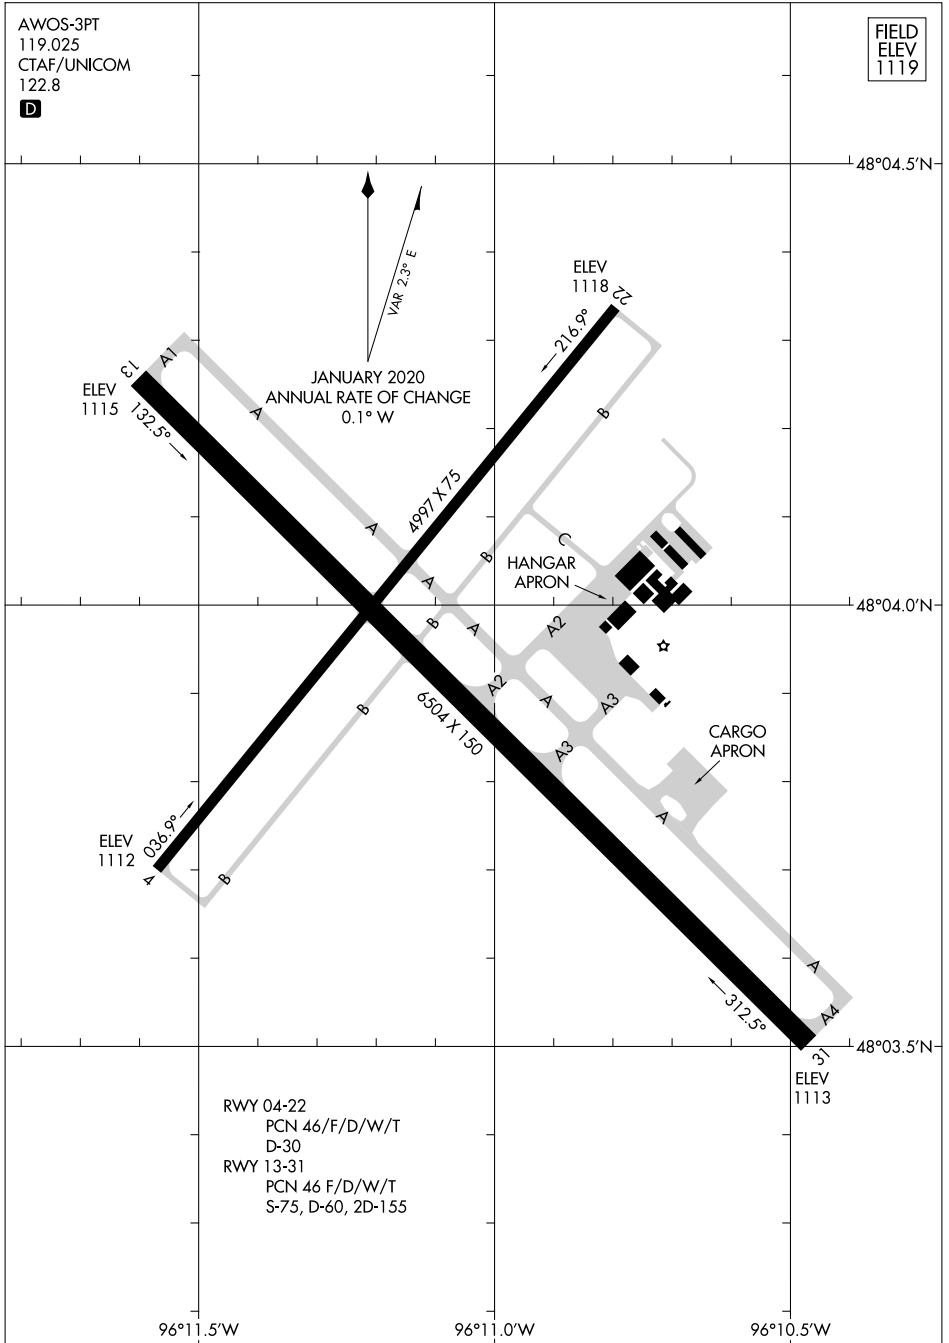 AWOS-3PT
119.025
CTAF/UNICOM
122.8
D
FIELD
ELEV
1119
48°04.5'N
VAR 2.3° E
JANUARY 2020
ANNUAL RATE OF CHANGE
0.1° W
ELEV
1118
22
216.9°
13
A1
ELEV
1115
132.5°
A
B
4997 X 75
A
B
C
HANGAR
APRON
A
48°04.0'N
B
A
A2
A2
B
6504 X 150
A
A3
A3
CARGO
APRON
A
ELEV
1112
036.9°
4
B
A
A4
312.5°
31
48°03.5'N
ELEV
1113
RWY 04-22
PCN 46/F/D/W/T
D-30
RWY 13-31
PCN 46 F/D/W/T
S-75, D-60, 2D-155
96°11.5'W
96°11.0'W
96°10.5'W